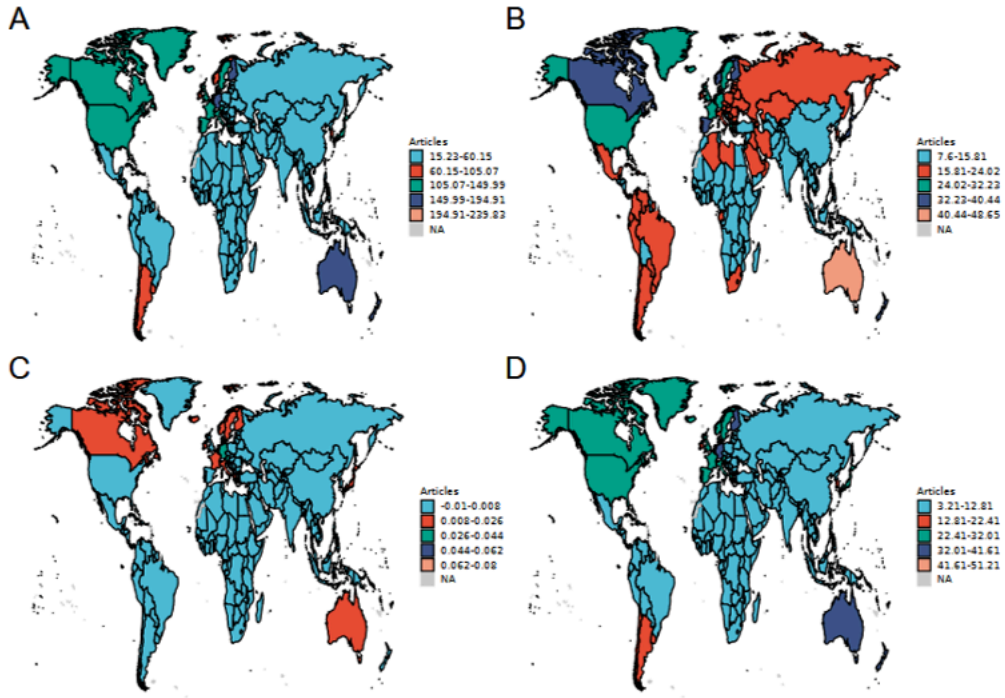 A
B
Articles
15.23-60.15
60.15-105.07
105.07-149.99
149.99-194.91
194.91-239.83
NA
Articles
7.6-15.81
15.81-24.02
24.02-32.23
32.23-40.44
40.44-48.65
NA
C
D
Articles
-0.01-0.008
0.008-0.026
0.026-0.044
0.044-0.062
0.062-0.08
NA
Articles
3.21-12.81
12.81-22.41
22.41-32.01
32.01-41.61
41.61-51.21
NA